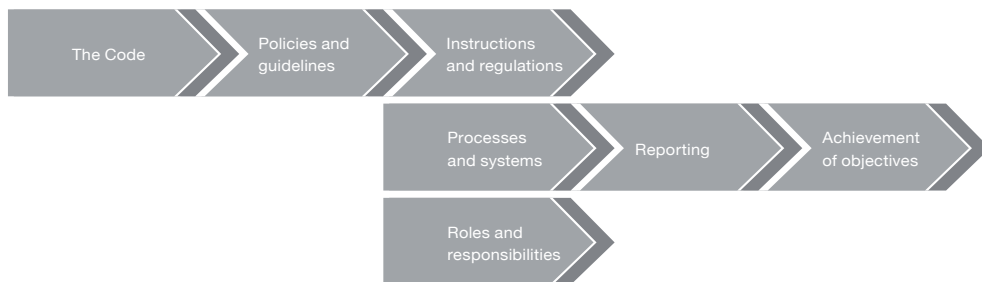 The Code
Policies and
guidelines
Instructions
and regulations
Processes
and systems
Reporting
Achievement
of objectives
Roles and
responsibilities